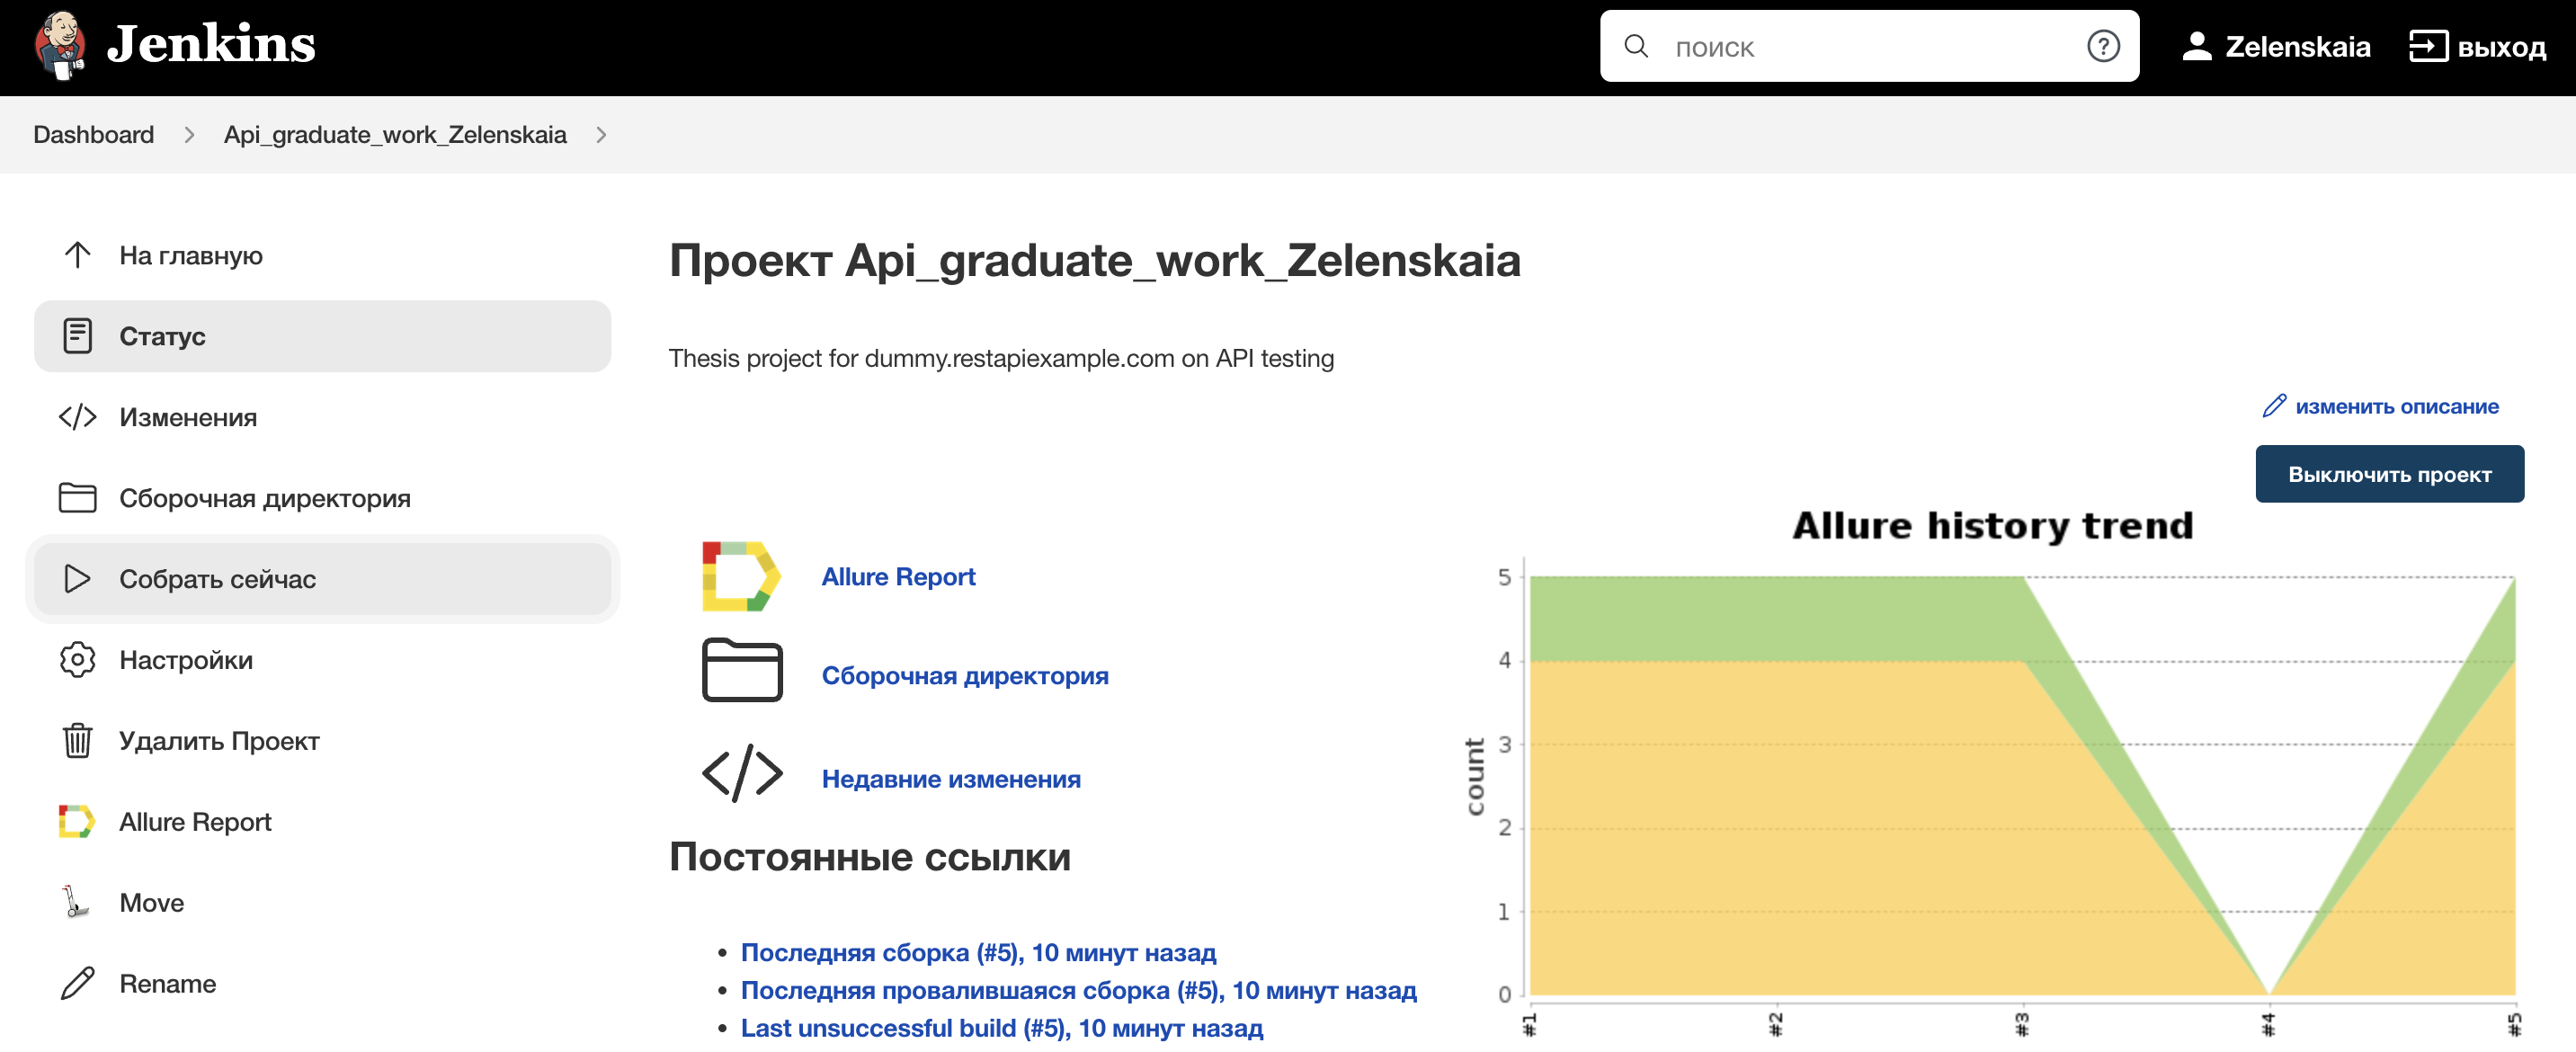 Jenkins
поиск
Zelenskaia
выход
Dashboard
Api_graduate_work_Zelenskaia
На главную
Статус
Изменения
Сборочная директория
Собрать сейчас
Настройки
Удалить Проект
Allure Report
Move
Rename
Проект Api_graduate_work_Zelenskaia
Thesis project for dummy.restapiexample.com on API testing
изменить описание
Выключить проект
Allure Report
Сборочная директория
Недавние изменения
Постоянные ссылки
Последняя сборка (#5), 10 минут назад
Последняя провалившаяся сборка (#5), 10 минут назад
Last unsuccessful build (#5), 10 минут назад
Allure history trend
count
5
4
3
2
1
0
#1
#2
#3
#4
#5